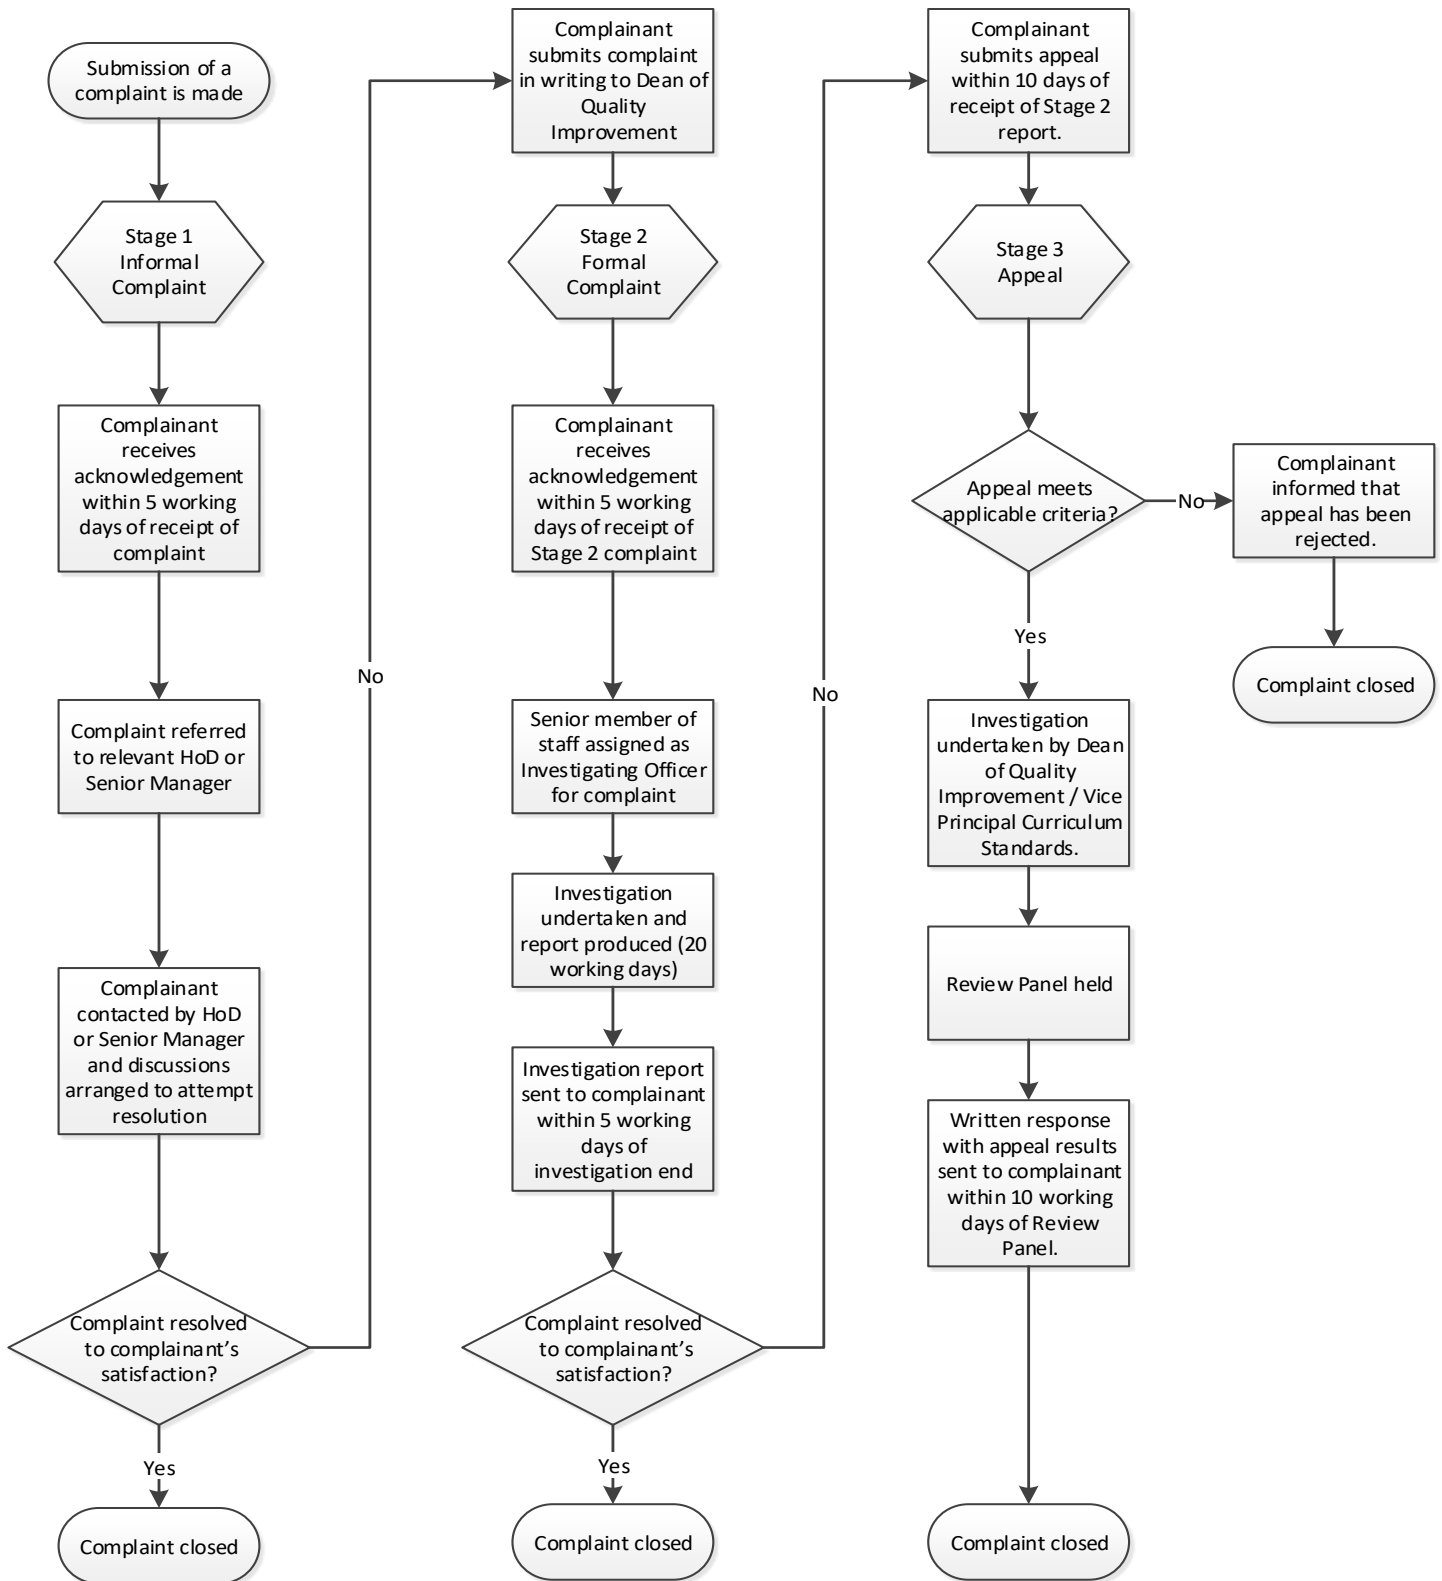 Submission of a
complaint is made
Stage 1
Informal
Complaint
Complainant
receives
acknowledgement
within 5 working
days of receipt of
complaint
Complaint referred
to relevant HoD or
Senior Manager
Complainant
contacted by HoD
or Senior Manager
and discussions
arranged to attempt
resolution
Complaint resolved
to complainant’s
satisfaction?
Yes
Complaint closed
No
Complainant
submits complaint
in writing to Dean of
Quality
Improvement
Stage 2
Formal
Complaint
Complainant
receives
acknowledgement
within 5 working
days of receipt of
Stage 2 complaint
Senior member of
staff assigned as
Investigating Officer
for complaint
Investigation
undertaken and
report produced (20
working days)
Investigation report
sent to complainant
within 5 working
days of
investigation end
Complaint resolved
to complainant’s
satisfaction?
Yes
Complaint closed
No
Complainant
submits appeal
within 10 days of
receipt of Stage 2
report.
Stage 3
Appeal
Appeal meets
applicable criteria?
No
Complainant
informed that
appeal has been
rejected.
Complaint closed
Yes
Investigation
undertaken by Dean
of Quality
Improvement / Vice
Principal Curriculum
Standards.
Review Panel held
Written response
with appeal results
sent to complainant
within 10 working
days of Review
Panel.
Complaint closed